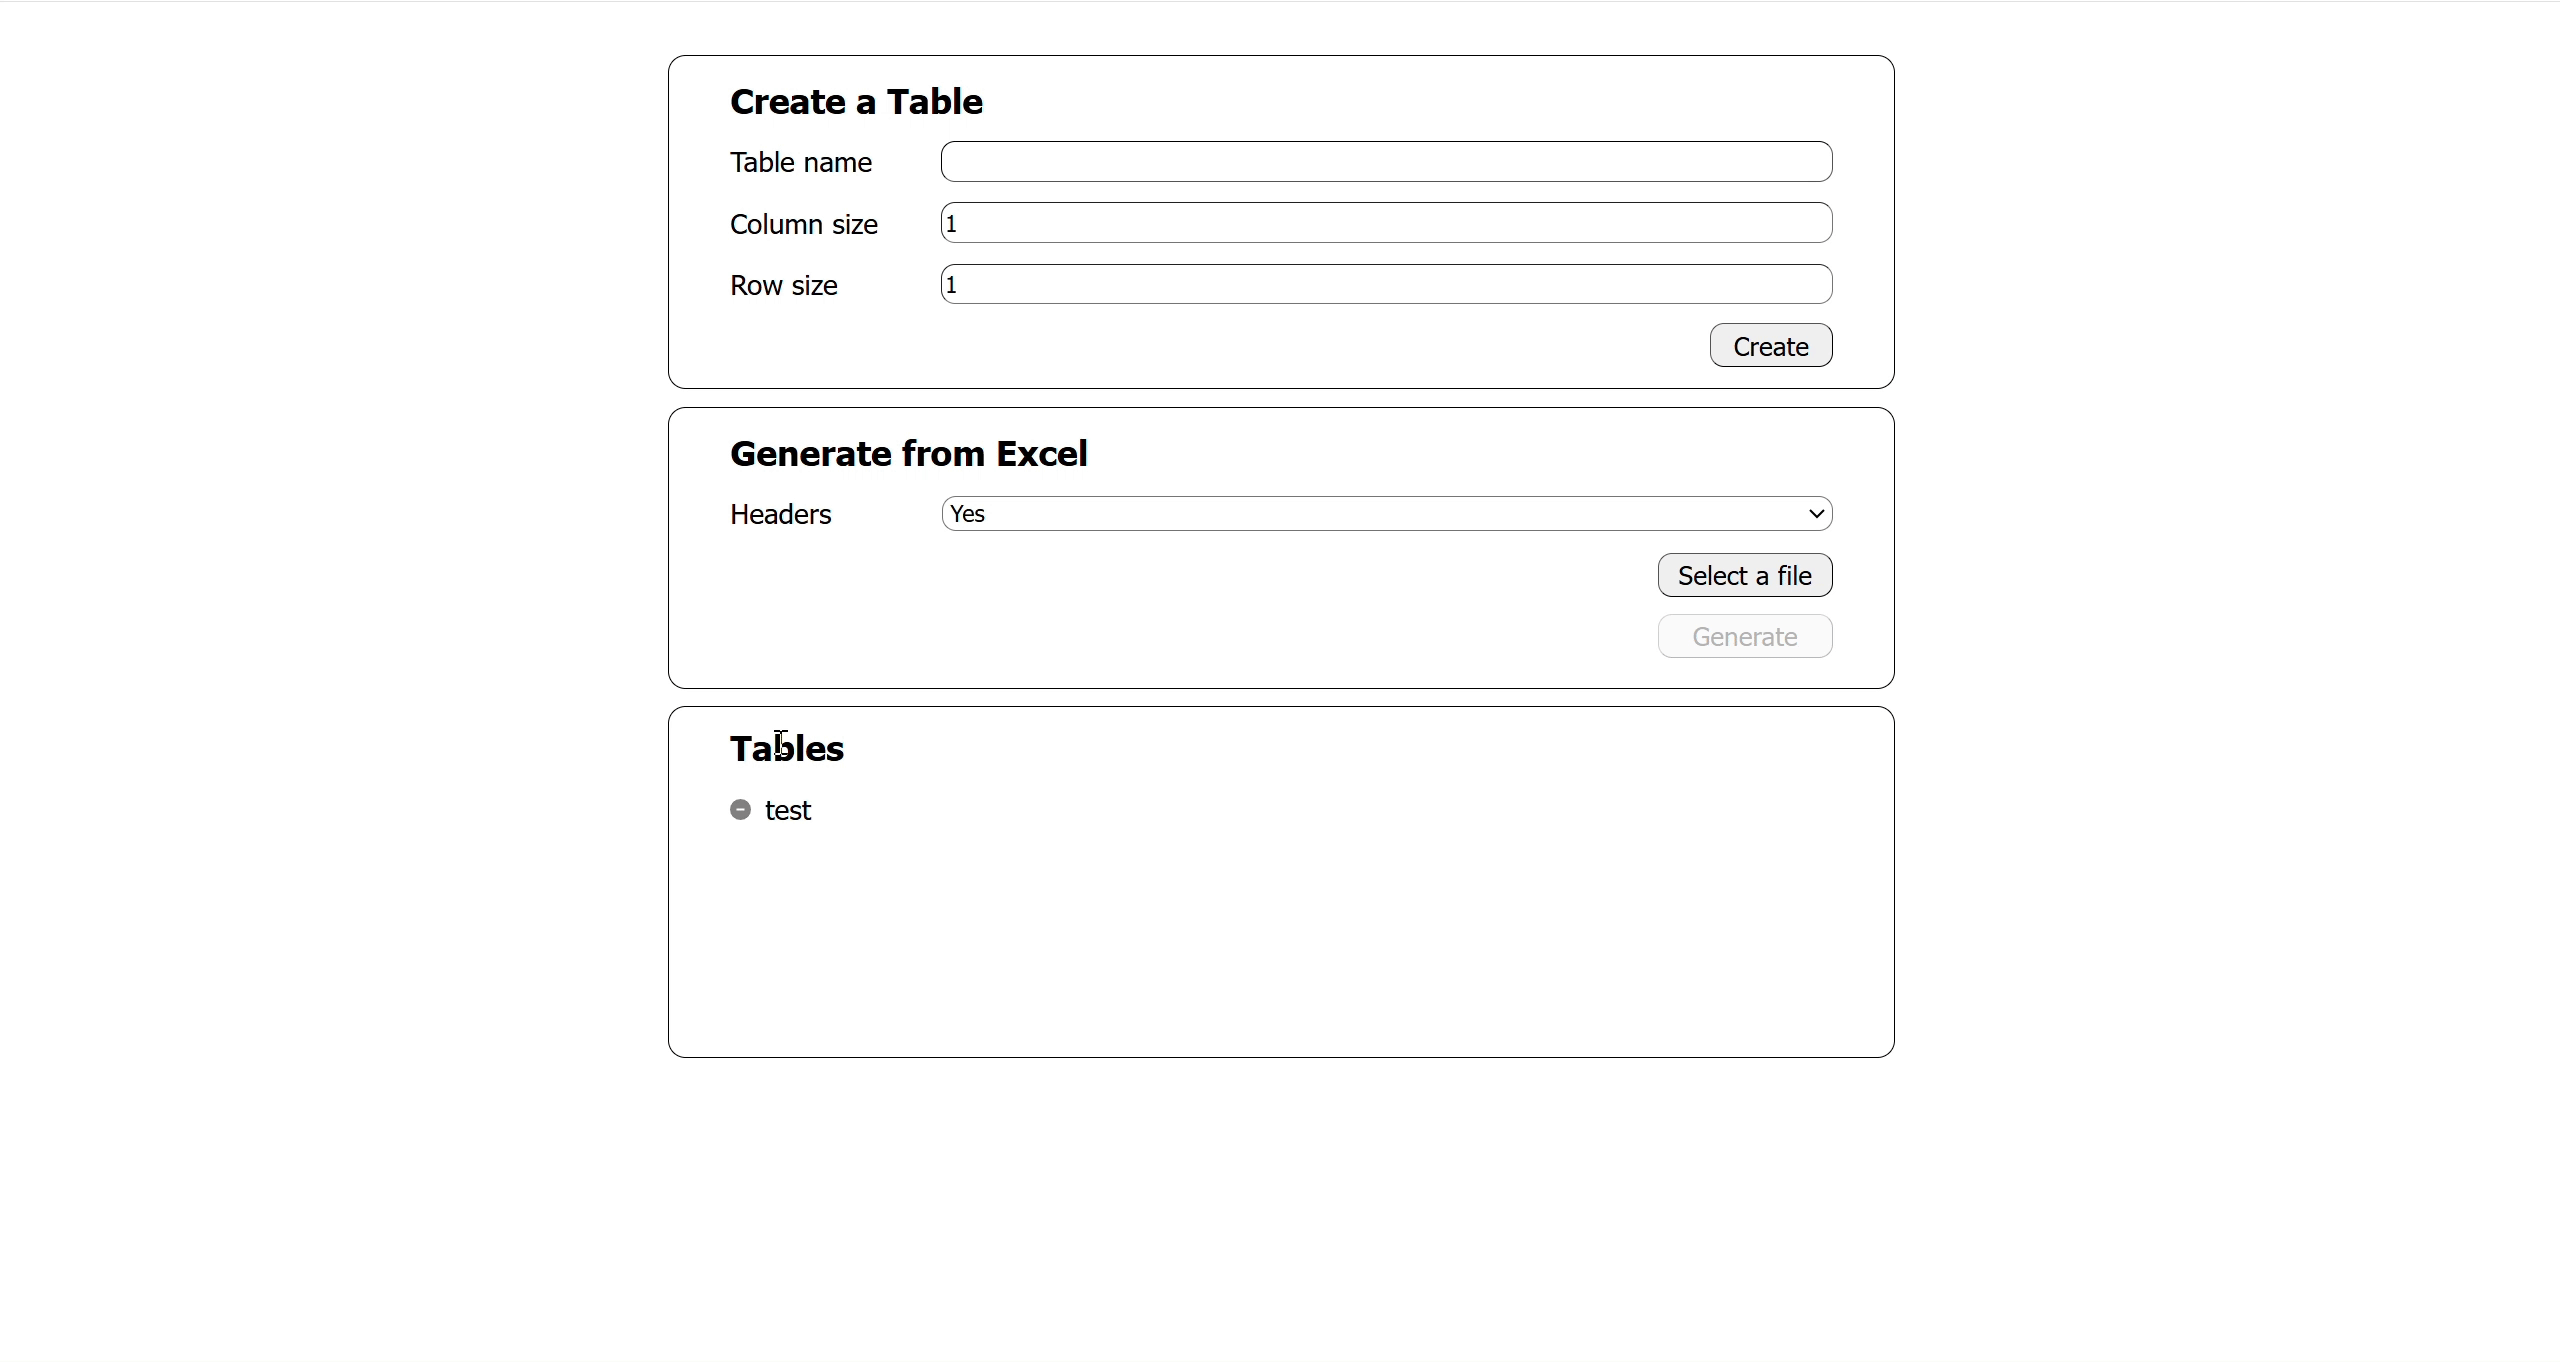 Create a Table
Table name
Column size 1
Row size 1
Create
Generate from Excel
Headers Yes
Select a file
Generate
Tables
test